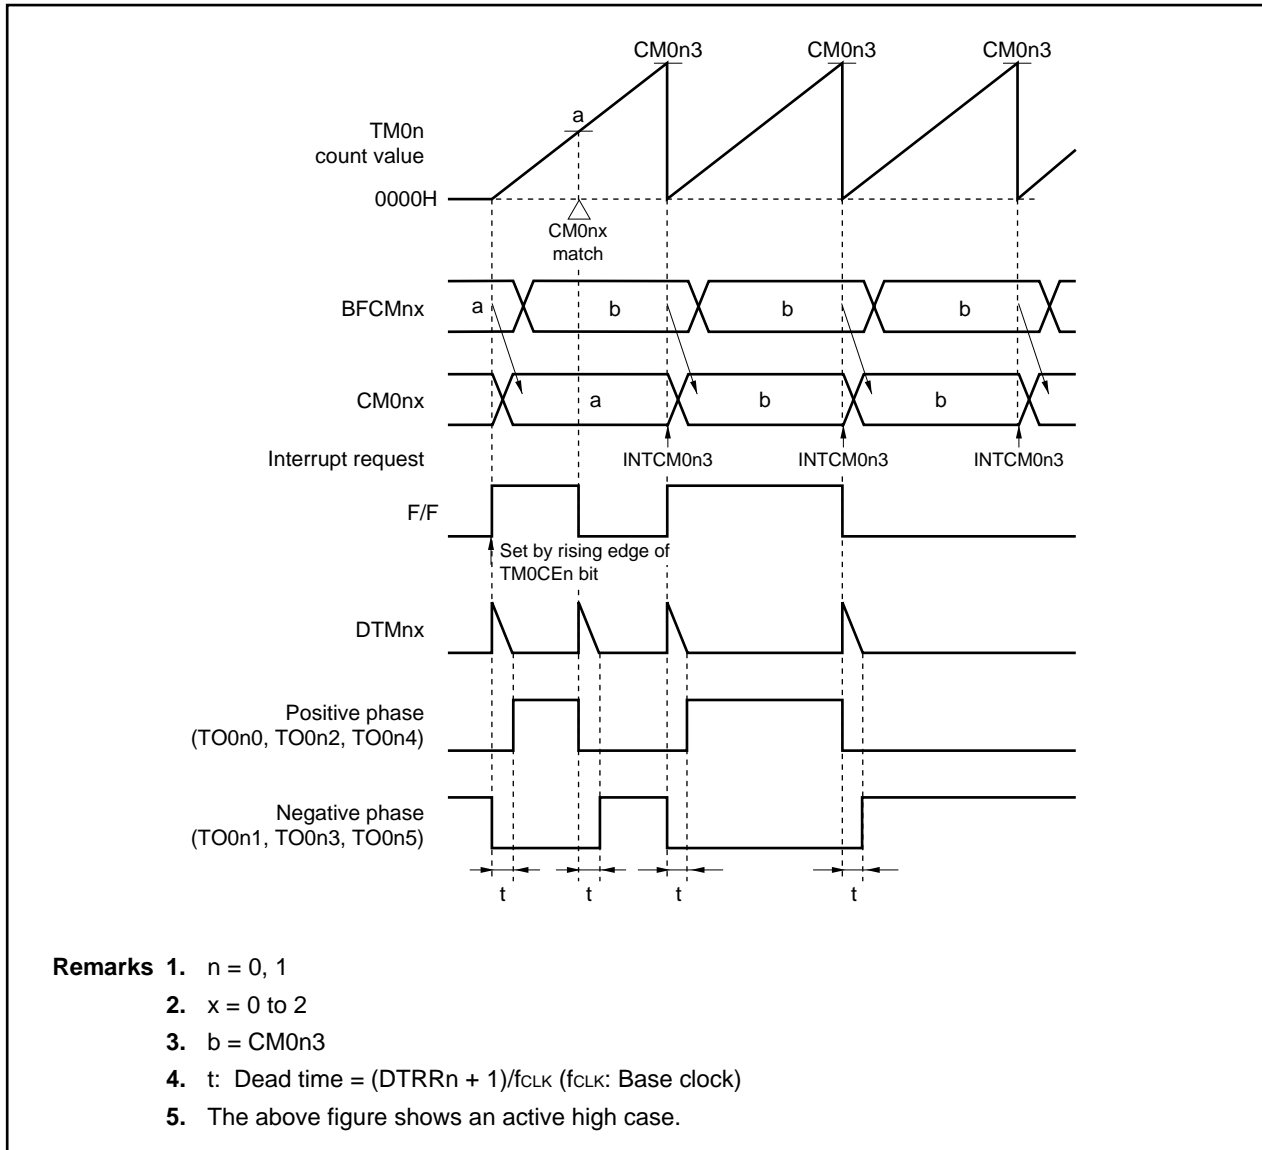 CM0n3 CM0n3 CM0n3
a
TM0n
count value
0000H
CM0nx
match
BFCMnx a b b b
CM0nx a b b
Interrupt request INTCM0n3 INTCM0n3 INTCM0n3
F/F
Set by rising edge of
TM0CEn bit
DTMnx
Positive phase
(TO0n0, TO0n2, TO0n4)
Negative phase
(TO0n1, TO0n3, TO0n5)
t t t t
Remarks 1. n = 0, 1
2. x = 0 to 2
3. b = CM0n3
4. t: Dead time = (DTRRn + 1)/fCLK (fCLK: Base clock)
5. The above figure shows an active high case.